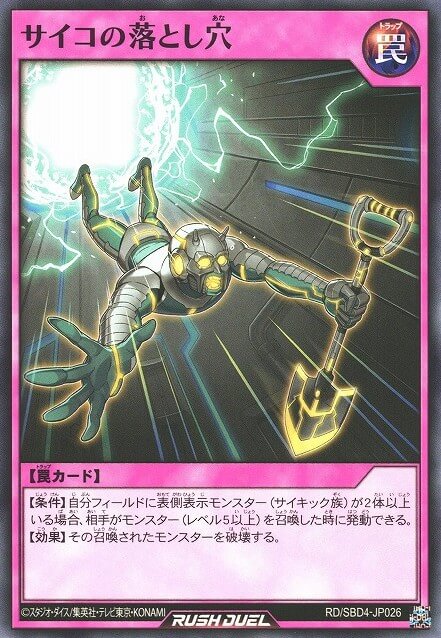 サイコの落とし穴
トラップ
罠
【罠カード】
【条件】自分フィールドに表側表示モンスター(サイキック族)が2体以上
いる場合、相手がモンスター(レベル5以上)を召喚した時に発動できる。
【効果】その召喚されたモンスターを破壊する。
©スタジオ・ダイス/集英社・テレビ東京・KONAMI
RUSH DUEL
RD/SBD4-JP026